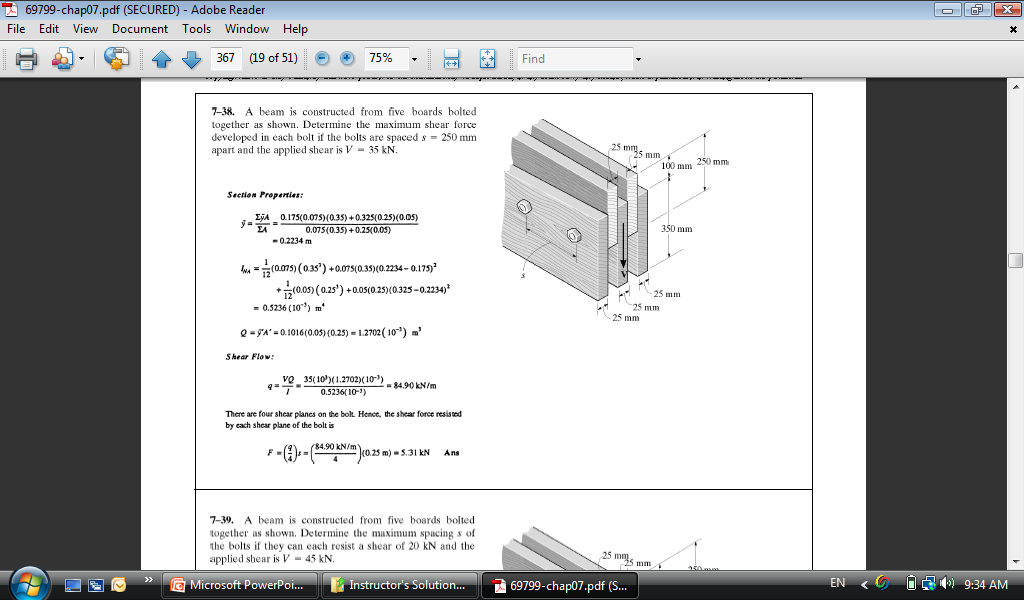 69799-chap07.pdf (SECURED) - Adobe Reader
File Edit View Document Tools Window Help
367 (19 of 51) 75% Find
7–38. A beam is constructed from five boards bolted
together as shown. Determine the maximum shear force
developed in each bolt if the bolts are spaced s = 250 mm
apart and the applied shear is V = 35 kN.
25 mm
25 mm
100 mm
250 mm
350 mm
s
V
25 mm
25 mm
25 mm
Section Properties:
ȳ = ΣỹA / ΣA = 0.175(0.075)(0.35) + 0.325(0.25)(0.05) / 0.075(0.35) + 0.25(0.05)
= 0.2234 m
I_NA = 1/12 (0.075) (0.35³) + 0.075(0.35)(0.2234 – 0.175)²
+ 1/12 (0.05) (0.25³) + 0.05(0.25)(0.325 – 0.2234)²
= 0.5236 (10⁻³) m⁴
Q = ȳ'A' = 0.1016(0.05)(0.25) = 1.2702(10⁻³) m³
Shear Flow:
q = VQ / I = 35(10³)(1.2702)(10⁻³) / 0.5236(10⁻³) = 84.90 kN/m
There are four shear planes on the bolt. Hence, the shear force resisted
by each shear plane of the bolt is
F = (q/4)s = (84.90 kN/m / 4)(0.25 m) = 5.31 kN Ans
7–39. A beam is constructed from five boards bolted
together as shown. Determine the maximum spacing s of
the bolts if they can each resist a shear of 20 kN and the
applied shear is V = 45 kN.
25 mm
25 mm
» Microsoft PowerPoi... Instructor's Solution... 69799-chap07.pdf (S... EN < 9:34 AM